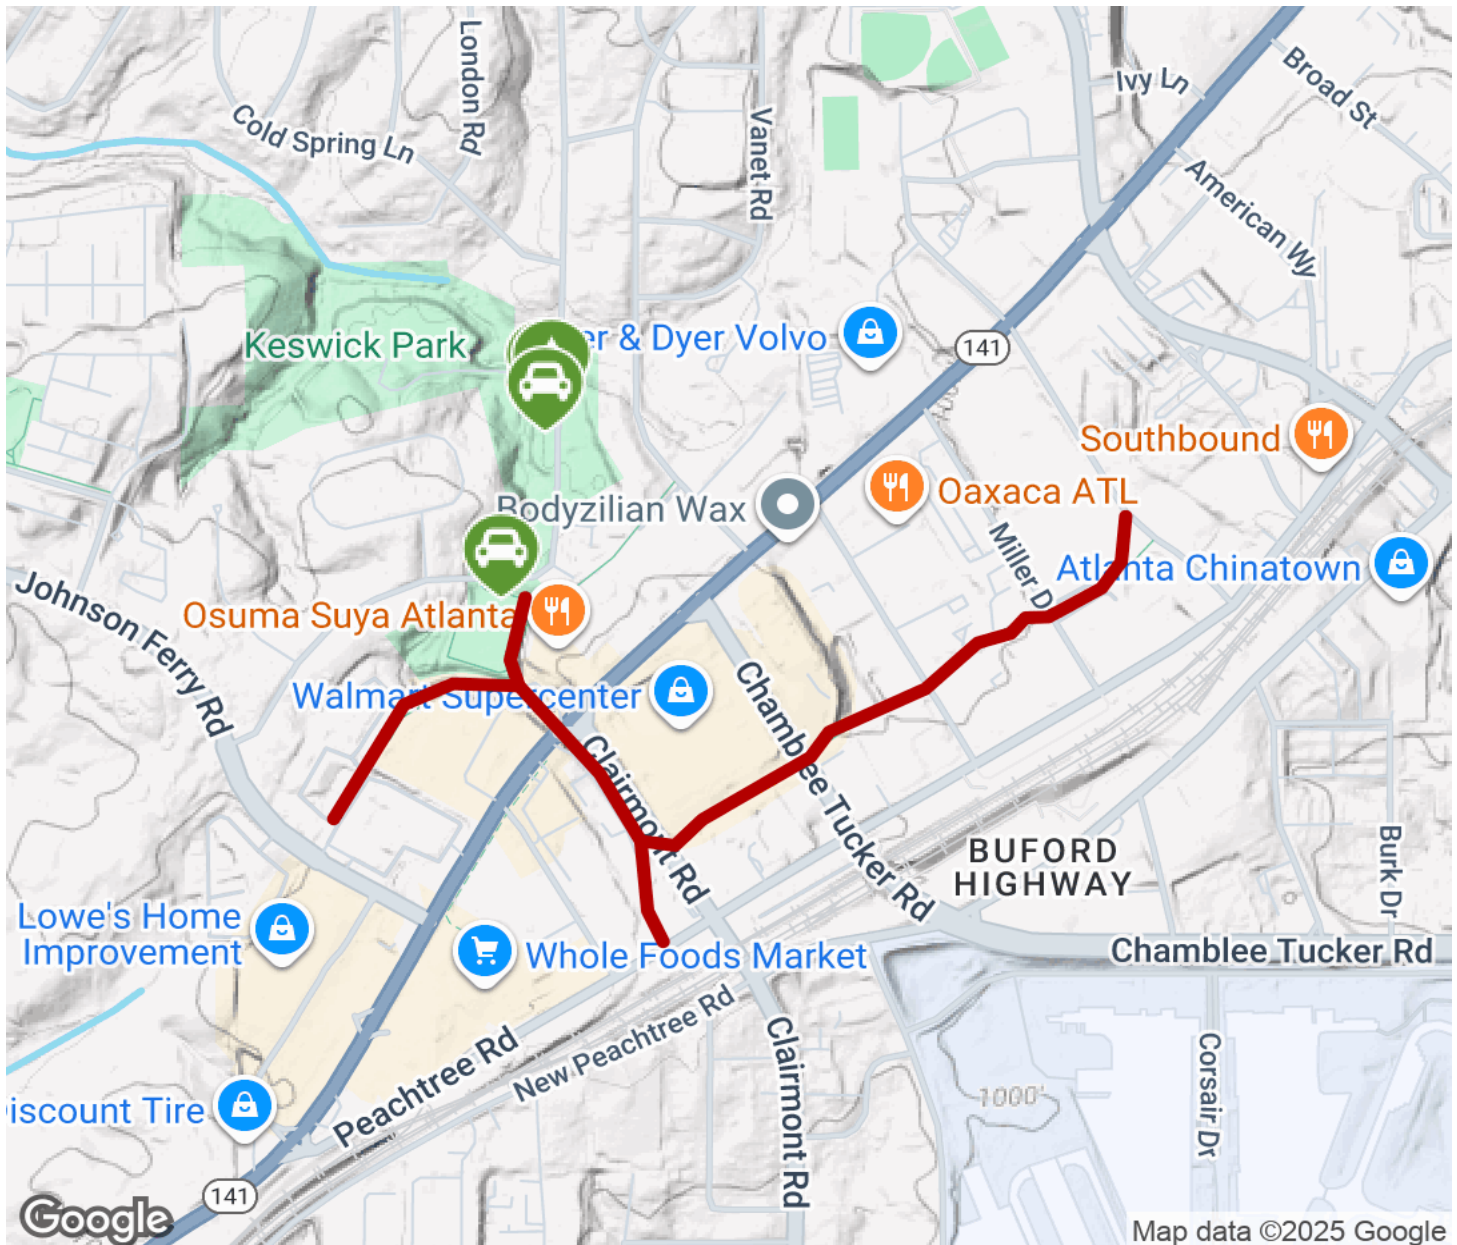 London Rd
Cold Spring Ln
Vanet Rd
Ivy Ln
Broad St
American Wy
Keswick Park
er & Dyer Volvo
141
Southbound
Oaxaca ATL
Bodyzilian Wax
Miller D
Atlanta Chinatown
Johnson Ferry Rd
Osuma Suya Atlanta
Walmart Supercenter
Clairmont Rd
Chamblee Tucker Rd
BUFORD
HIGHWAY
Burk Dr
Lowe's Home
Improvement
Whole Foods Market
Chamblee Tucker Rd
Peachtree Rd
New Peachtree Rd
Clairmont Rd
Corsair Dr
1000'
iscount Tire
141
Google
Map data ©2025 Google